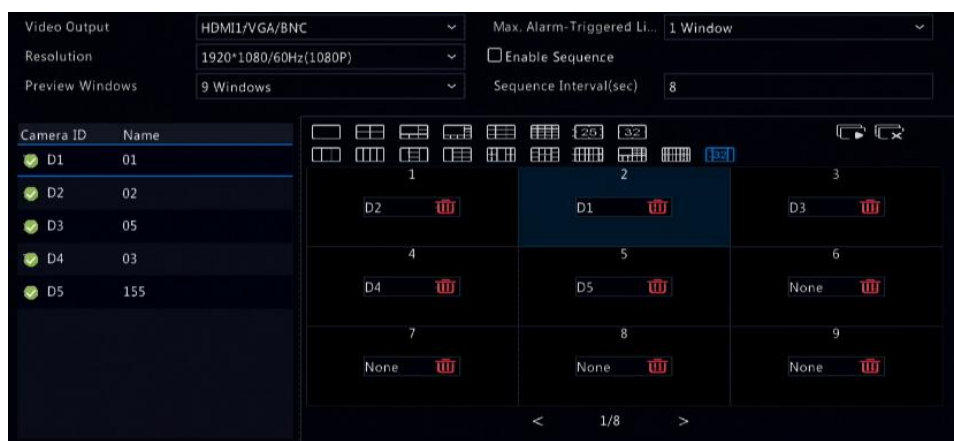 Video Output HDMI1/VGA/BNC Max. Alarm-Triggered Li... 1 Window
Resolution 1920*1080/60Hz(1080P) Enable Sequence
Preview Windows 9 Windows Sequence Interval(sec) 8
Camera ID Name
25 32
D1 01
32
1 2 3
D2 02
D2 D1 D3
D3 05
4 5 6
D4 03
D4 D5 None
D5 155
7 8 9
None None None
< 1/8 >